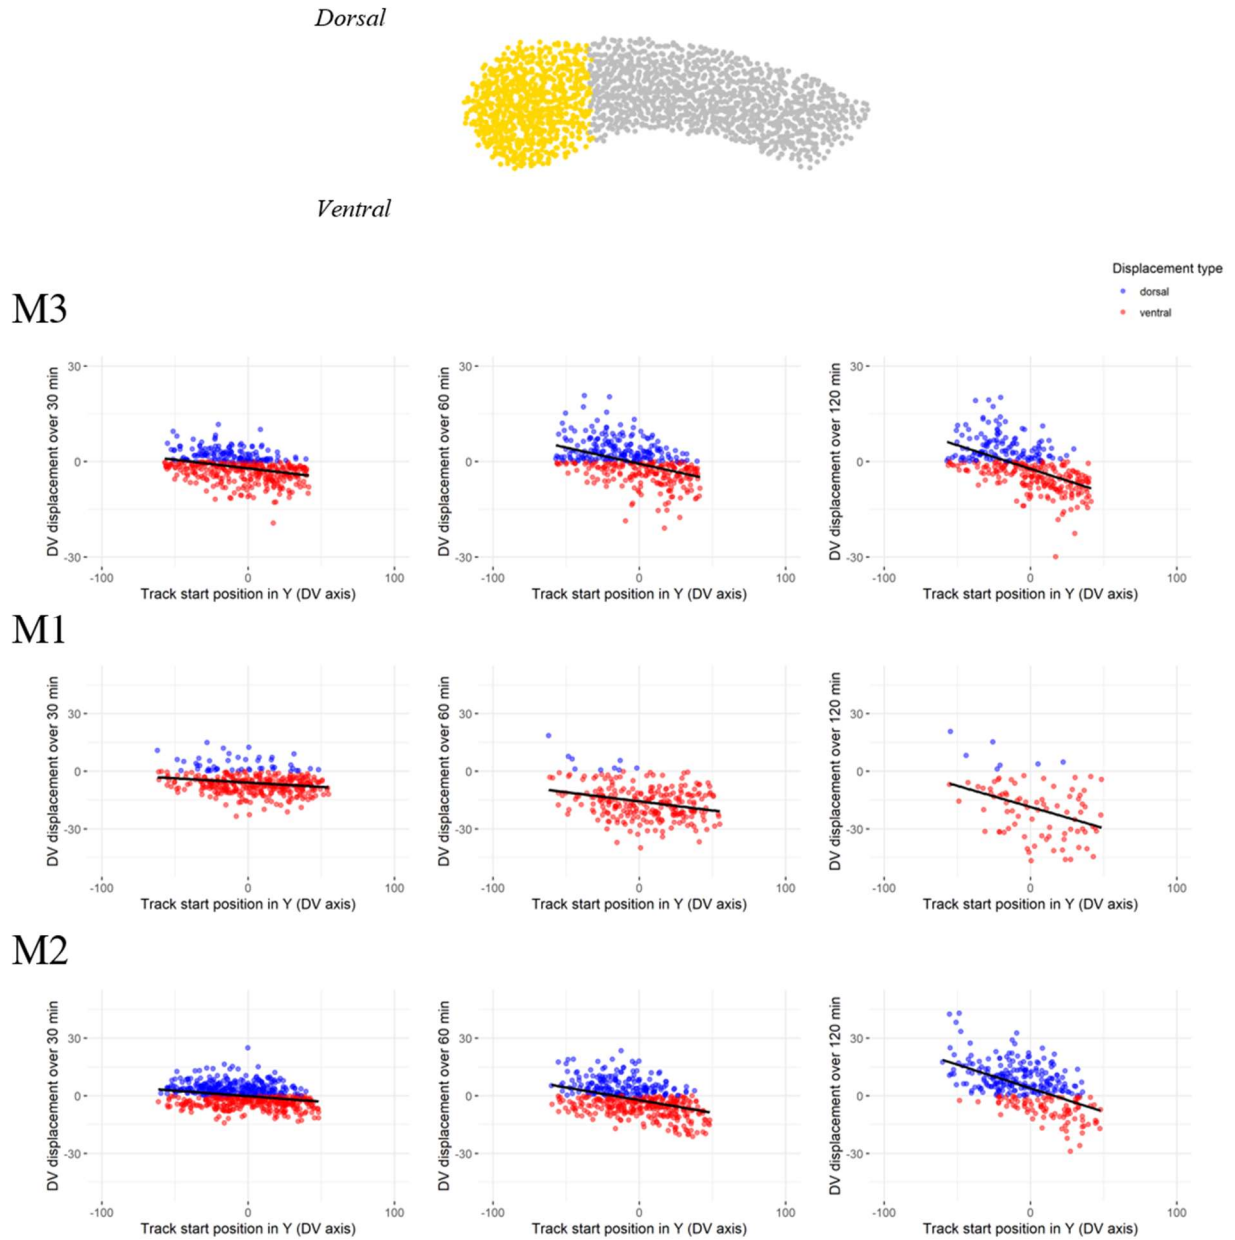 Dorsal
Ventral
Displacement type
dorsal
ventral
M3
DV displacement over 30 min
30
0
-30
-100 0 100
Track start position in Y (DV axis)
DV displacement over 60 min
30
0
-30
-100 0 100
Track start position in Y (DV axis)
DV displacement over 120 min
30
0
-30
-100 0 100
Track start position in Y (DV axis)
M1
DV displacement over 30 min
30
0
-30
-100 0 100
Track start position in Y (DV axis)
DV displacement over 60 min
30
0
-30
-100 0 100
Track start position in Y (DV axis)
DV displacement over 120 min
30
0
-30
-100 0 100
Track start position in Y (DV axis)
M2
DV displacement over 30 min
30
0
-30
-100 0 100
Track start position in Y (DV axis)
DV displacement over 60 min
30
0
-30
-100 0 100
Track start position in Y (DV axis)
DV displacement over 120 min
30
0
-30
-100 0 100
Track start position in Y (DV axis)